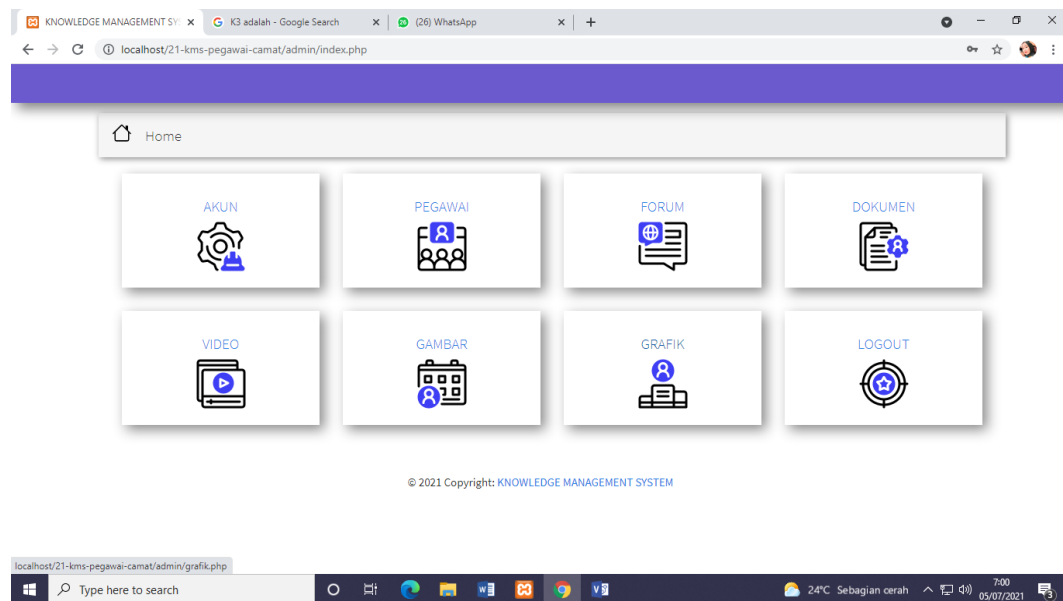 KNOWLEDGE MANAGEMENT SY
K3 adalah - Google Search
(26) WhatsApp
localhost/21-kms-pegawai-camat/admin/index.php
Home
AKUN
PEGAWAI
FORUM
DOKUMEN
VIDEO
GAMBAR
GRAFIK
LOGOUT
© 2021 Copyright: KNOWLEDGE MANAGEMENT SYSTEM
localhost/21-kms-pegawai-camat/admin/grafik.php
Type here to search
24°C Sebagian cerah
7:00
05/07/2021